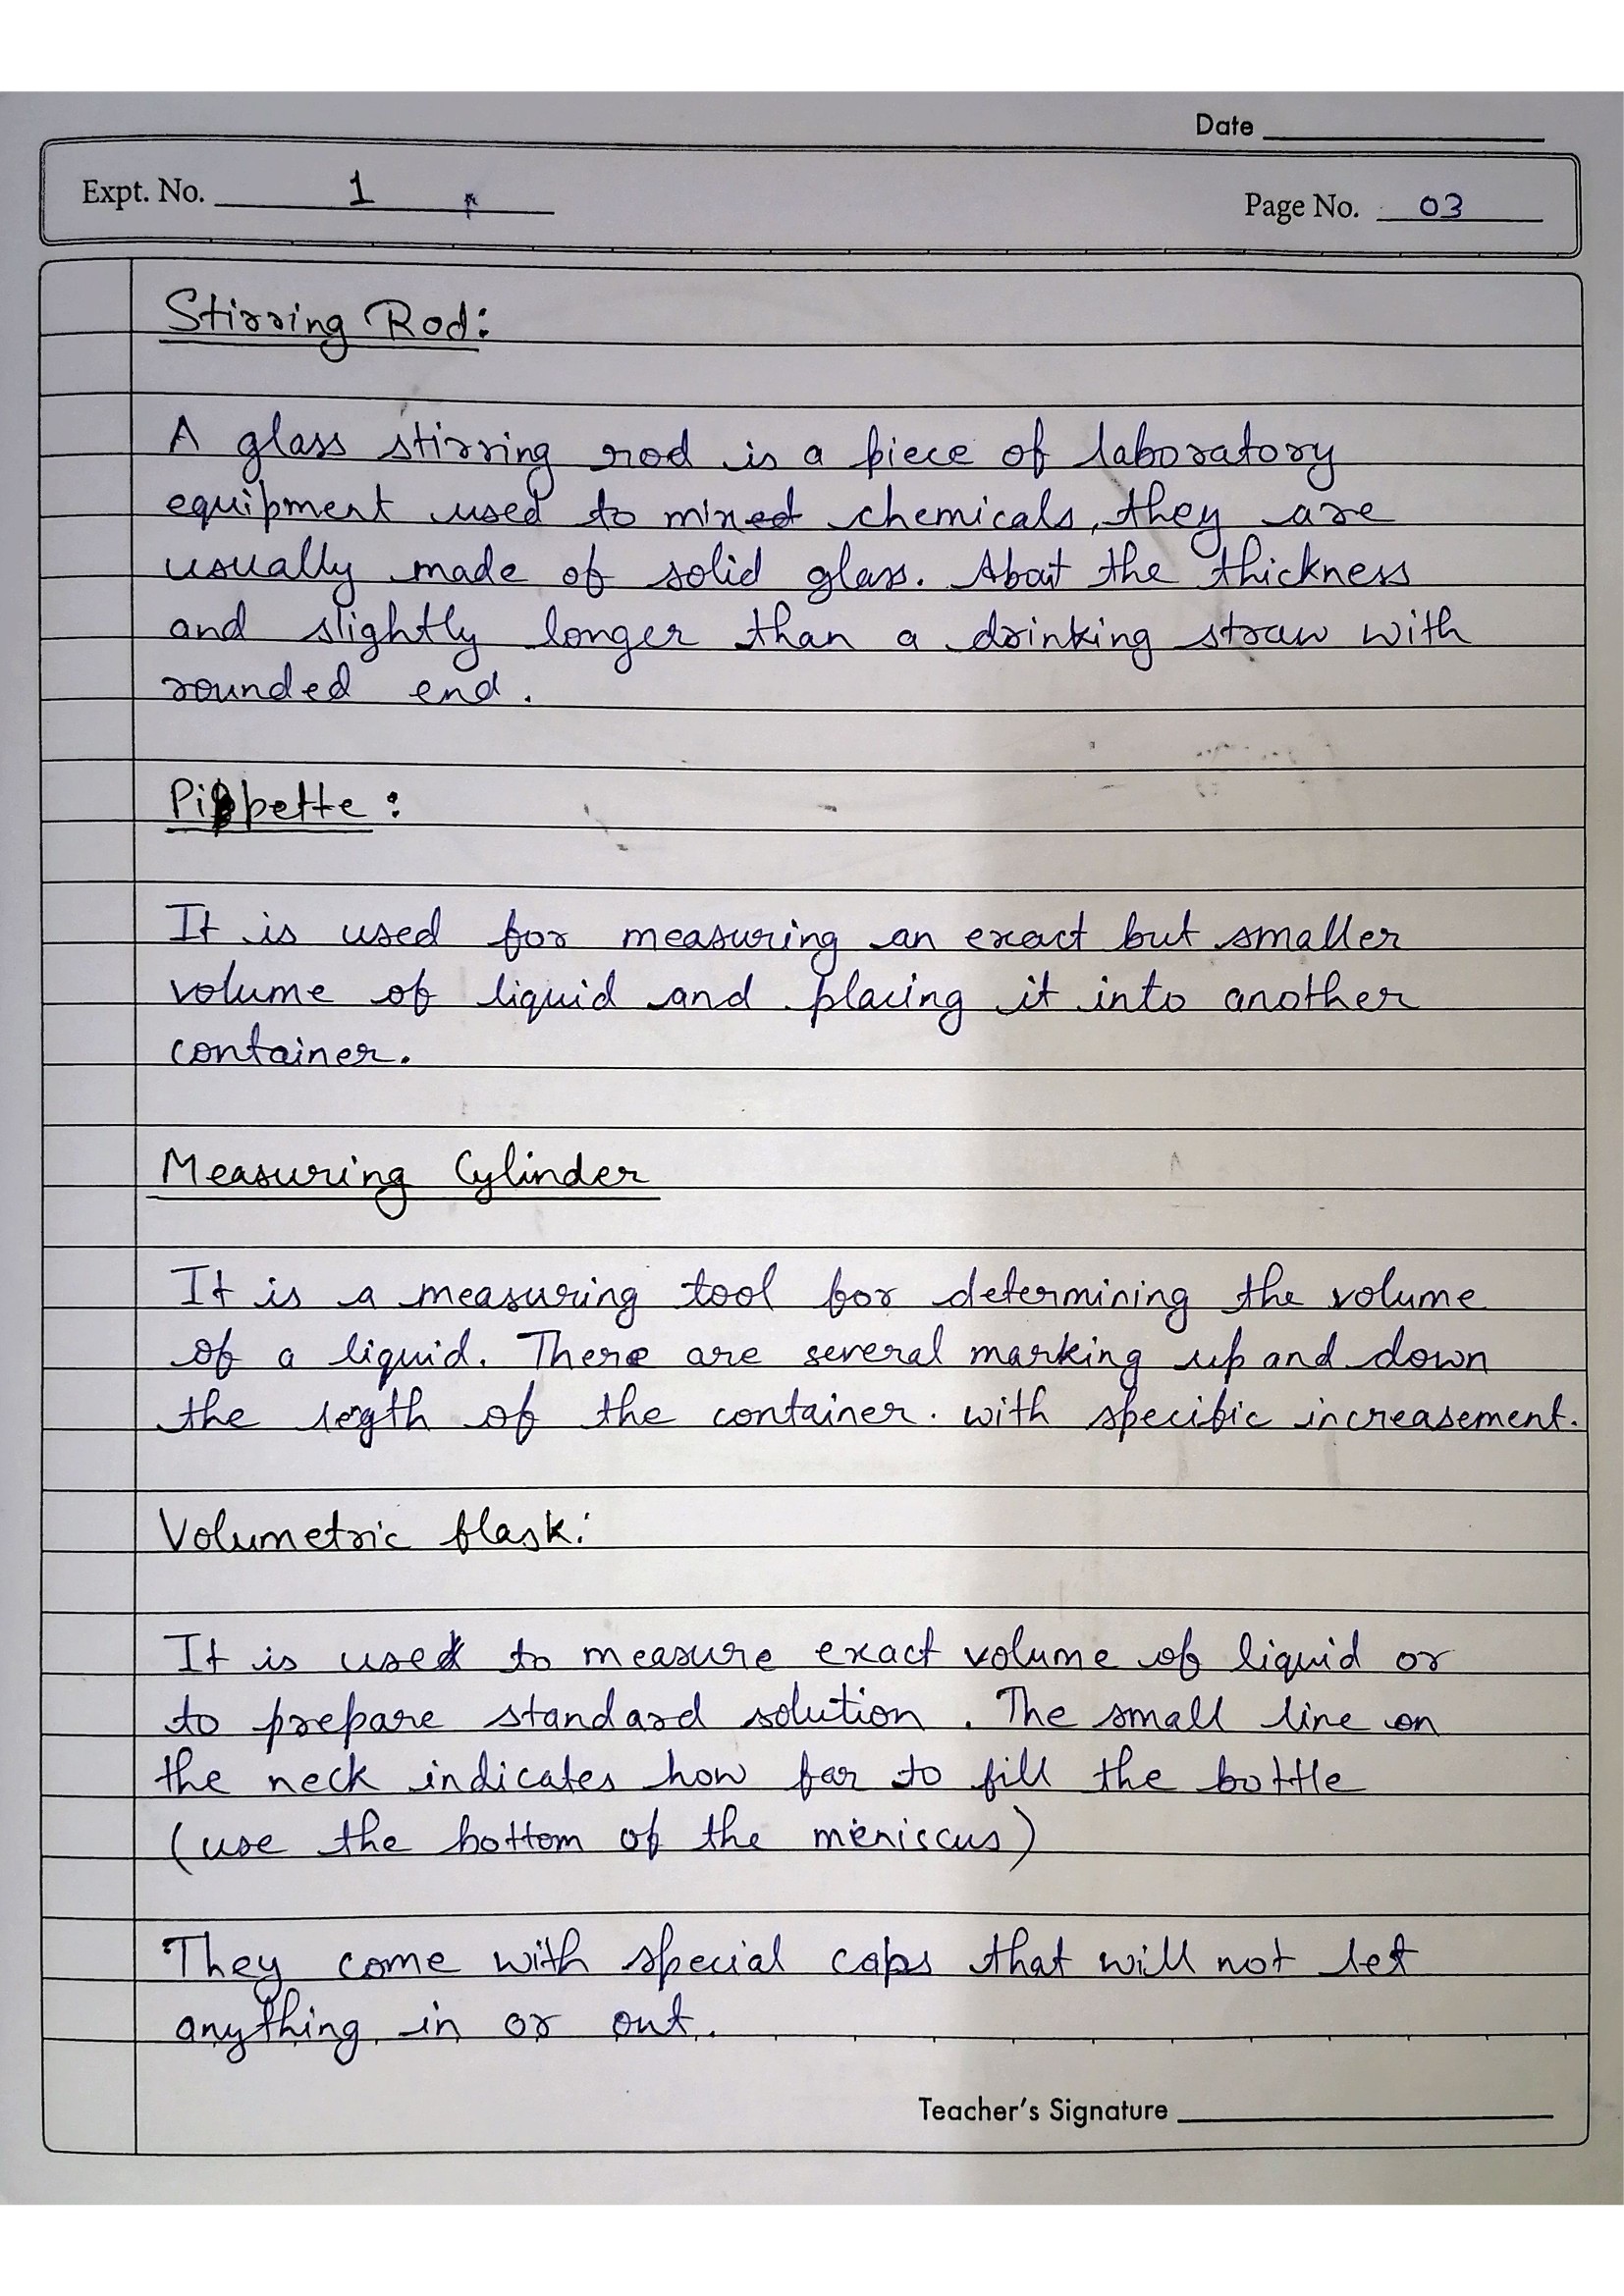 Date
Expt. No. 1
Page No. 03
Stirring Rod:
A glass stirring rod is a piece of laboratory
equipment used to mixed chemicals, they are
usually made of solid glass. About the thickness
and slightly longer than a drinking straw with
rounded end.
Pippette:
It is used for measuring an exact but smaller
volume of liquid and placing it into another
container.
Measuring Cylinder
It is a measuring tool for determining the volume
of a liquid. There are several marking up and down
the legth of the container. with specific increasement.
Volumetric flask:
It is used to measure exact volume of liquid or
to prepare standard solution. The small line on
the neck indicates how far to fill the bottle
(use the bottom of the meniscus)
They come with special caps that will not let
anything in or out.
Teacher's Signature